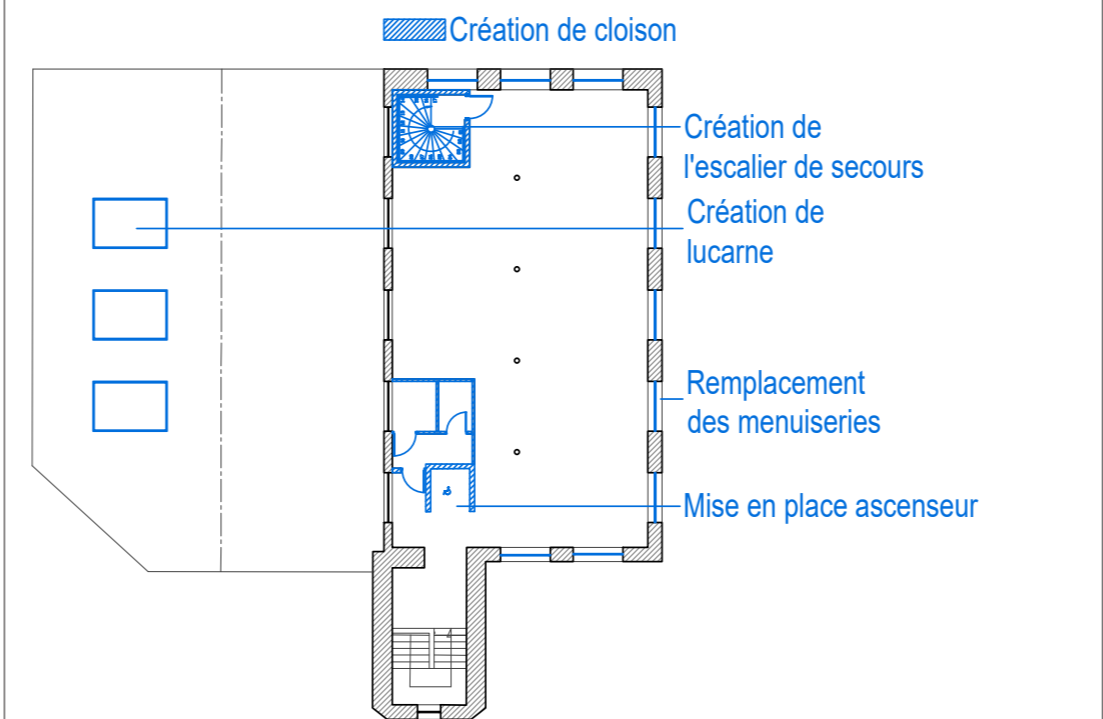 Création de cloison
Création de
l'escalier de secours
Création de
lucarne
Remplacement
des menuiseries
Mise en place ascenseur